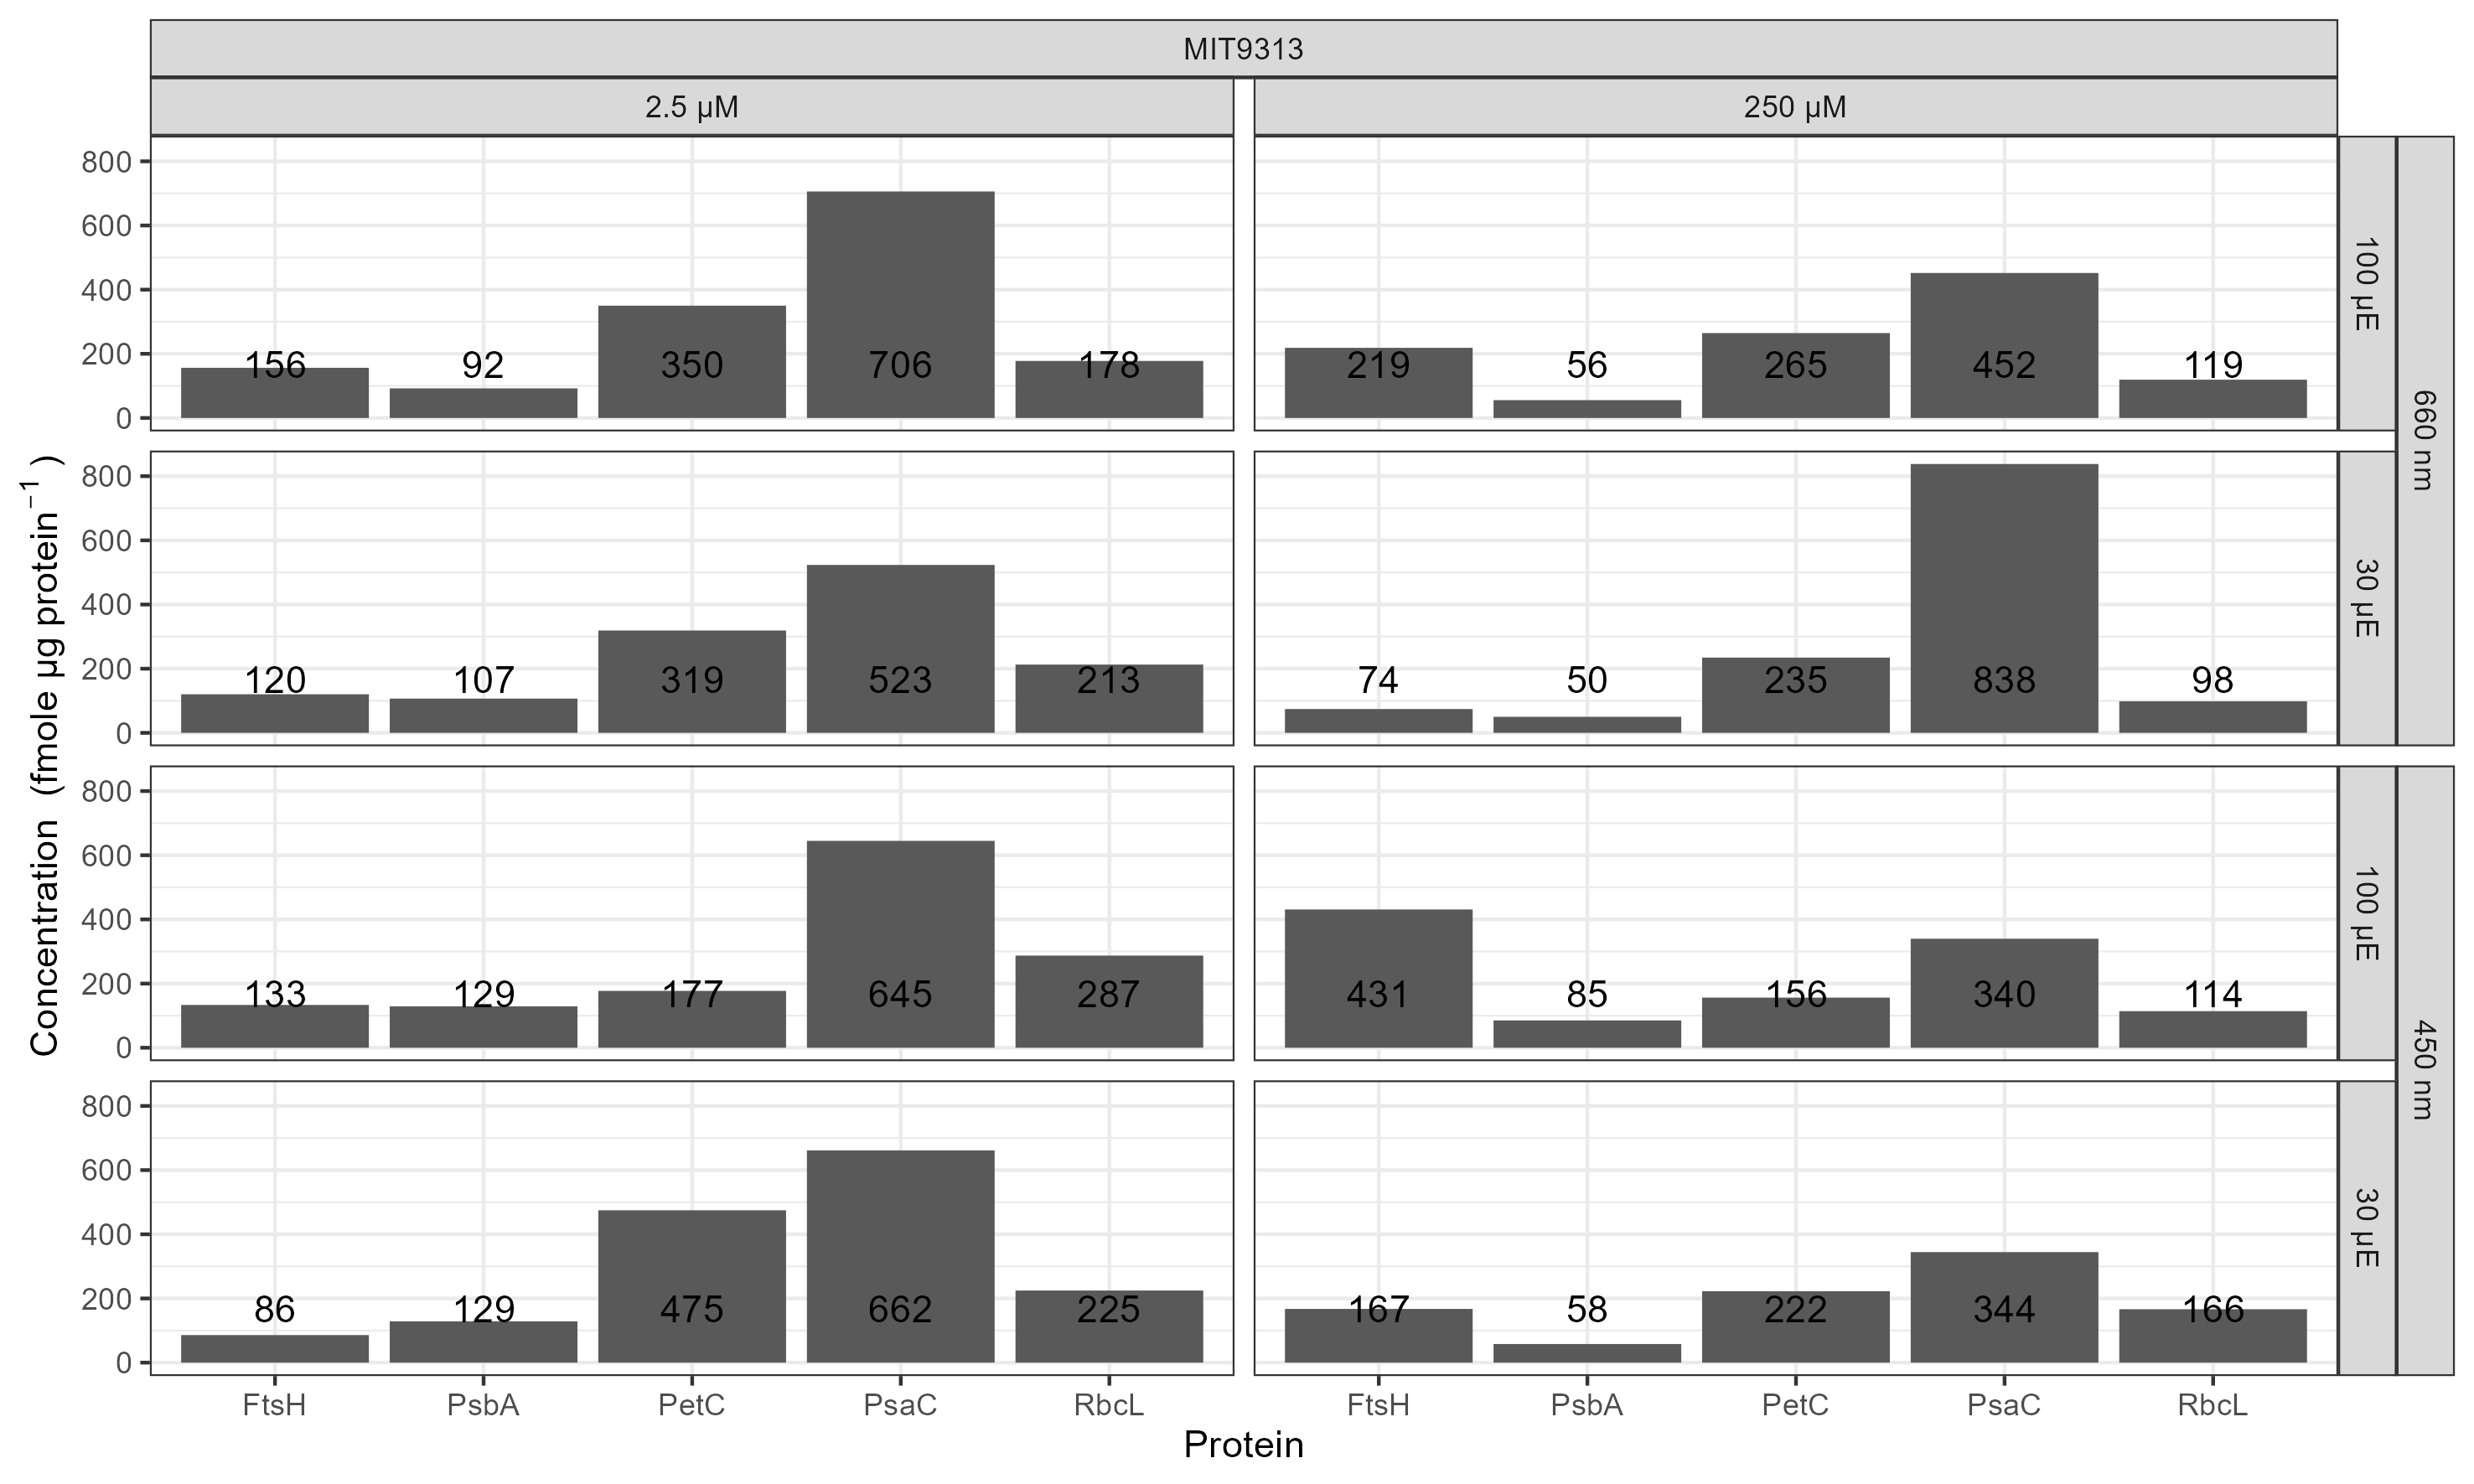 MIT9313
2.5 µM
250 µM
Concentration (fmole µg protein⁻¹ )
800
600
400
200
0
156 92 350 706 178
219 56 265 452 119
100 µE
660 nm
800
600
400
200
0
120 107 319 523 213
74 50 235 838 98
30 µE
800
600
400
200
0
133 129 177 645 287
431 85 156 340 114
100 µE
450 nm
800
600
400
200
0
86 129 475 662 225
167 58 222 344 166
30 µE
FtsH PsbA PetC PsaC RbcL
FtsH PsbA PetC PsaC RbcL
Protein